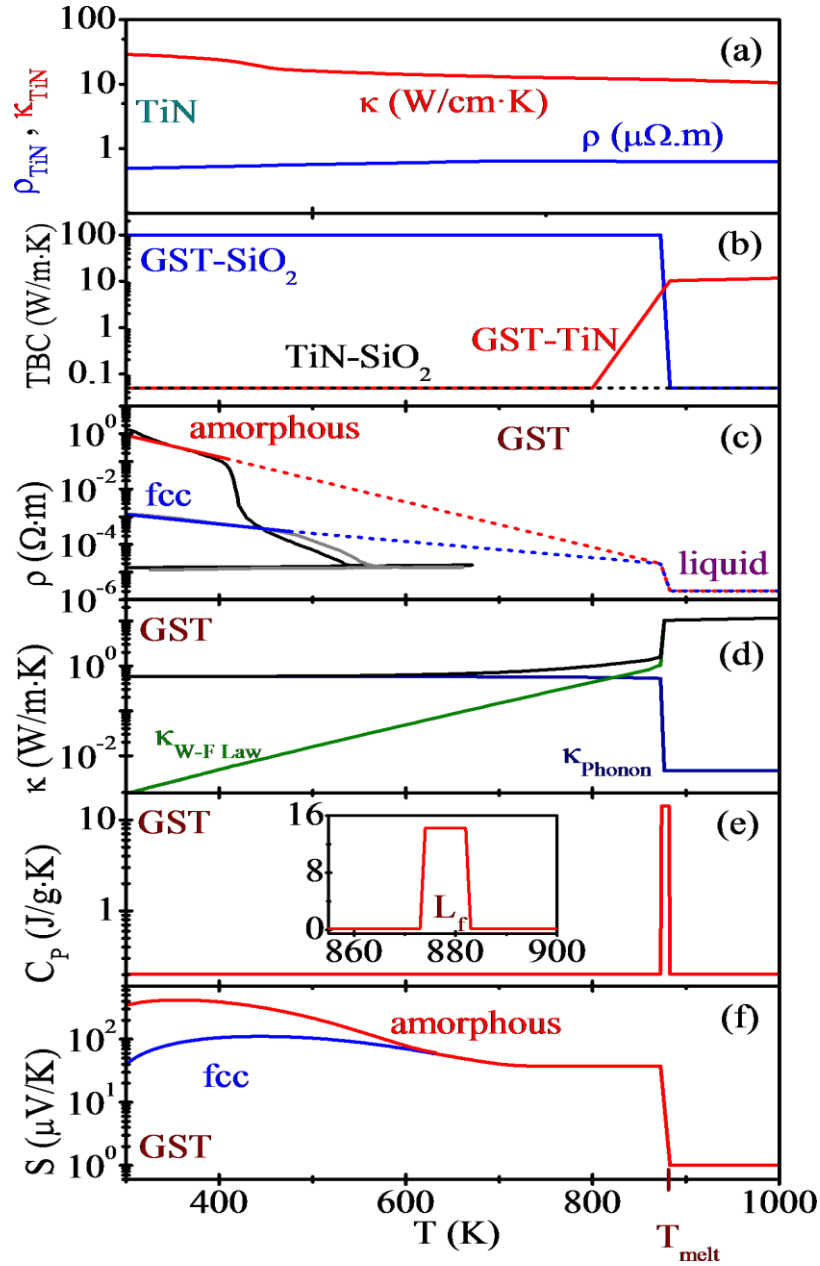 100
10
1
ρTiN , κTiN
TiN
(a)
κ (W/cm·K)
ρ (μΩ.m)
100
10
1
0.1
TBC (W/m·K)
GST-SiO2
(b)
TiN-SiO2
GST-TiN
10^0
10^-2
10^-4
10^-6
ρ (Ω·m)
amorphous
GST
(c)
fcc
liquid
10^0
10^-2
κ (W/m·K)
GST
(d)
κW-F Law
κPhonon
10
1
CP (J/g·K)
GST
(e)
16
8
0
Lf
860 880 900
10^2
10^1
10^0
S (μV/K)
amorphous
(f)
fcc
GST
400 600 800 1000
T (K)
Tmelt